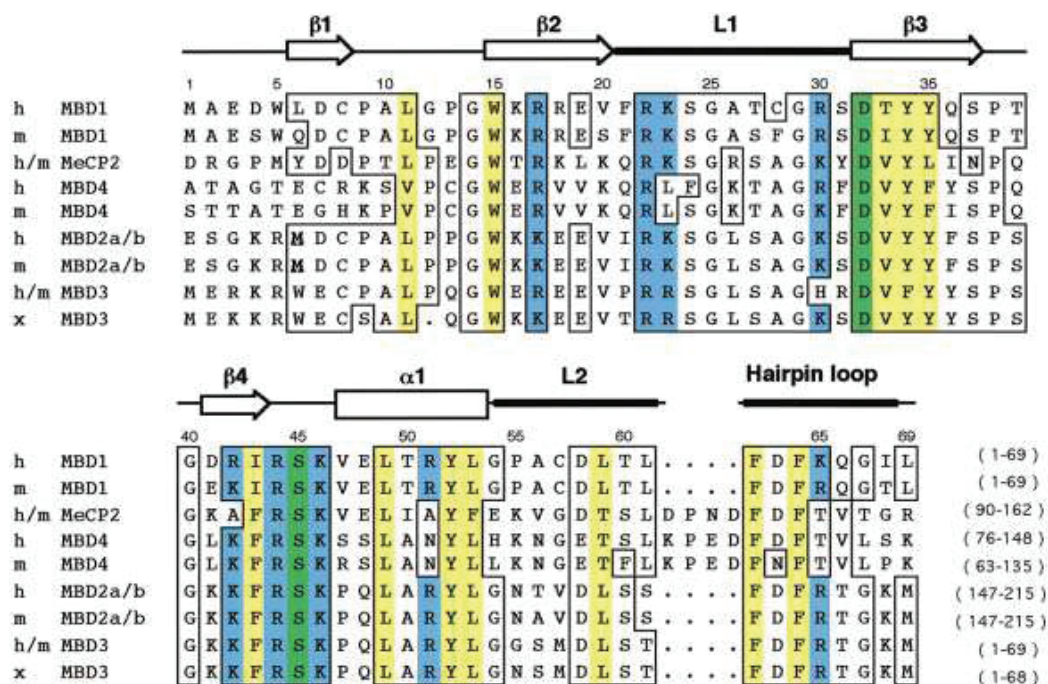 β1 β2 L1 β3
1 5 10 15 20 25 30 35
h MBD1 M A E D W L D C P A L G P G W K R R E V F R K S G A T C G R S D T Y Y Q S P T
m MBD1 M A E S W Q D C P A L G P G W K R R E S F R K S G A S F G R S D I Y Y Q S P T
h/m MeCP2 D R G P M Y D D P T L P E G W T R K L K Q R K S G R S A G K Y D V Y L I N P Q
h MBD4 A T A G T E C R K S V P C G W E R V V K Q R L F G K T A G R F D V Y F Y S P Q
m MBD4 S T T A T E G H K P V P C G W E R V V K Q R L S G K T A G K F D V Y F I S P Q
h MBD2a/b E S G K R M D C P A L P P G W K K E E V I R K S G L S A G K S D V Y Y F S P S
m MBD2a/b E S G K R M D C P A L P P G W K K E E V I R K S G L S A G K S D V Y Y F S P S
h/m MBD3 M E R K R W E C P A L P Q G W E R E E V P R R S G L S A G H R D V F Y Y S P S
x MBD3 M E K K R W E C S A L . Q G W K K E E V T R R S G L S A G K S D V Y Y Y S P S
β4 α1 L2 Hairpin loop
40 45 50 55 60 65 69
h MBD1 G D R I R S K V E L T R Y L G P A C D L T L . . . . F D F K Q G I L ( 1-69 )
m MBD1 G E K I R S K V E L T R Y L G P A C D L T L . . . . F D F R Q G T L ( 1-69 )
h/m MeCP2 G K A F R S K V E L I A Y F E K V G D T S L D P N D F D F T V T G R ( 90-162 )
h MBD4 G L K F R S K S S L A N Y L H K N G E T S L K P E D F D F T V L S K ( 76-148 )
m MBD4 G L K F R S K R S L A N Y L L K N G E T F L K P E D F N F T V L P K ( 63-135 )
h MBD2a/b G K K F R S K P Q L A R Y L G N T V D L S S . . . . F D F R T G K M ( 147-215 )
m MBD2a/b G K K F R S K P Q L A R Y L G N A V D L S S . . . . F D F R T G K M ( 147-215 )
h/m MBD3 G K K F R S K P Q L A R Y L G G S M D L S T . . . . F D F R T G K M ( 1-69 )
x MBD3 G K K F R S K P Q L A R Y L G N S M D L S T . . . . F D F R T G K M ( 1-68 )